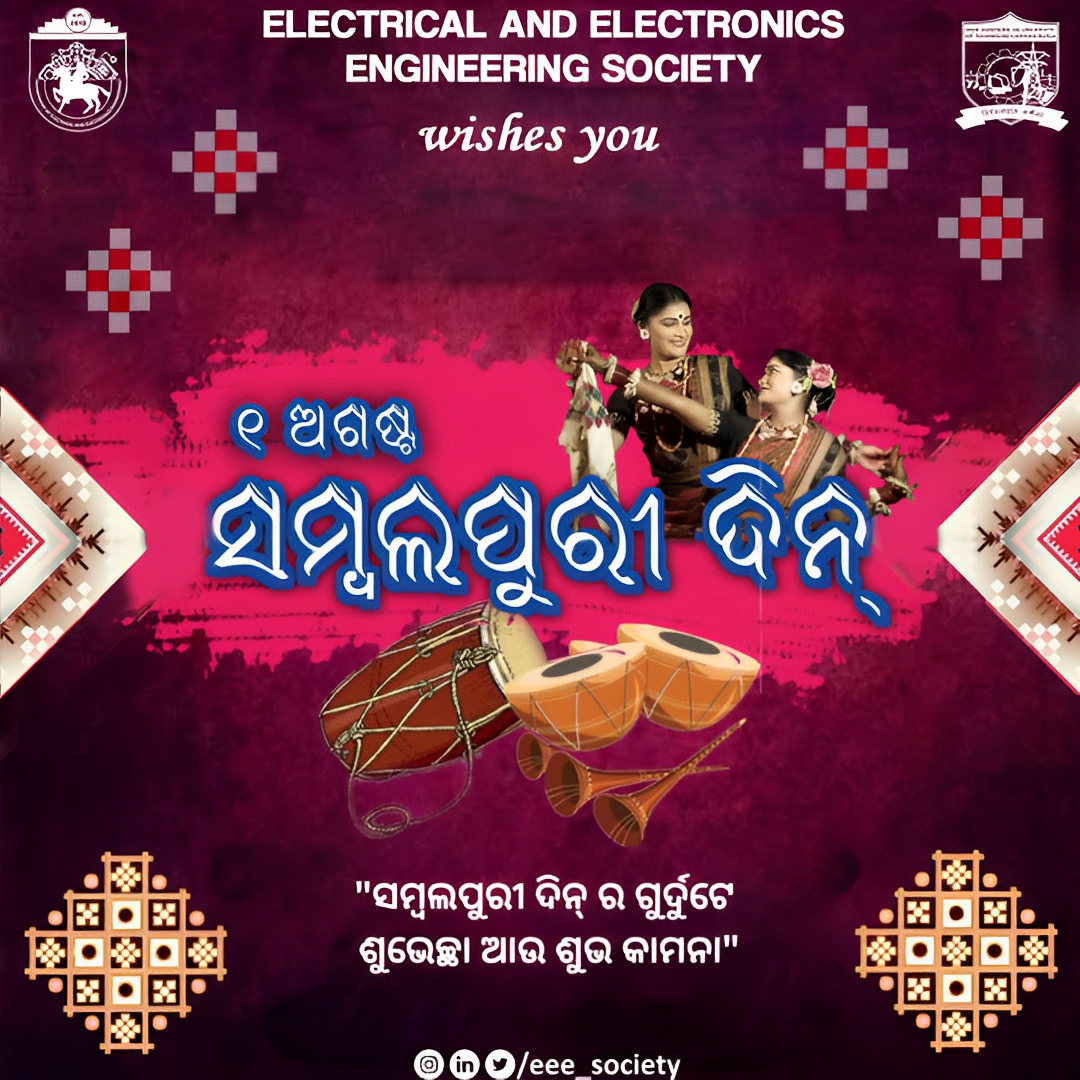 ELECTRICAL AND ELECTRONICS
ENGINEERING SOCIETY
wishes you
୧ ଅଗଷ୍ଟ
ସମ୍ବଲପୁରୀ ଦିନ୍
"ସମ୍ବଲପୁରୀ ଦିନ୍ ର ଗୁର୍ଦୁଟେ
ଶୁଭେଚ୍ଛା ଆଉ ଶୁଭ କାମନା"
/eee_society